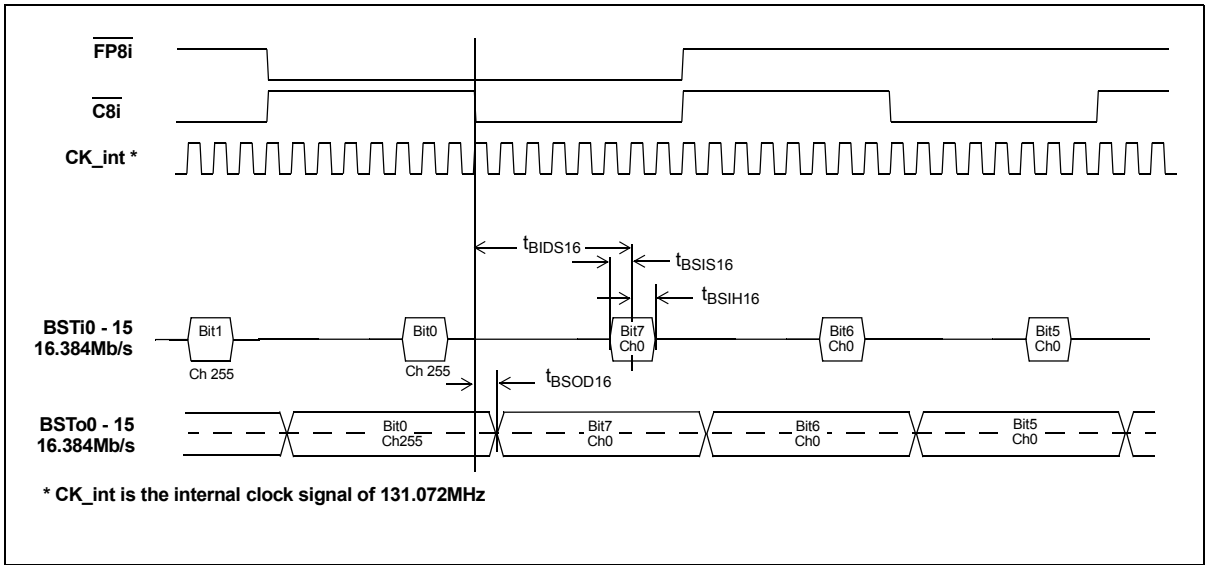 FP8i
C8i
CK_int *
tBIDS16
tBSIS16
tBSIH16
BSTi0 - 15
16.384Mb/s
Bit1
Ch 255
Bit0
Ch 255
Bit7
Ch0
Bit6
Ch0
Bit5
Ch0
tBSOD16
BSTo0 - 15
16.384Mb/s
Bit0
Ch255
Bit7
Ch0
Bit6
Ch0
Bit5
Ch0
* CK_int is the internal clock signal of 131.072MHz